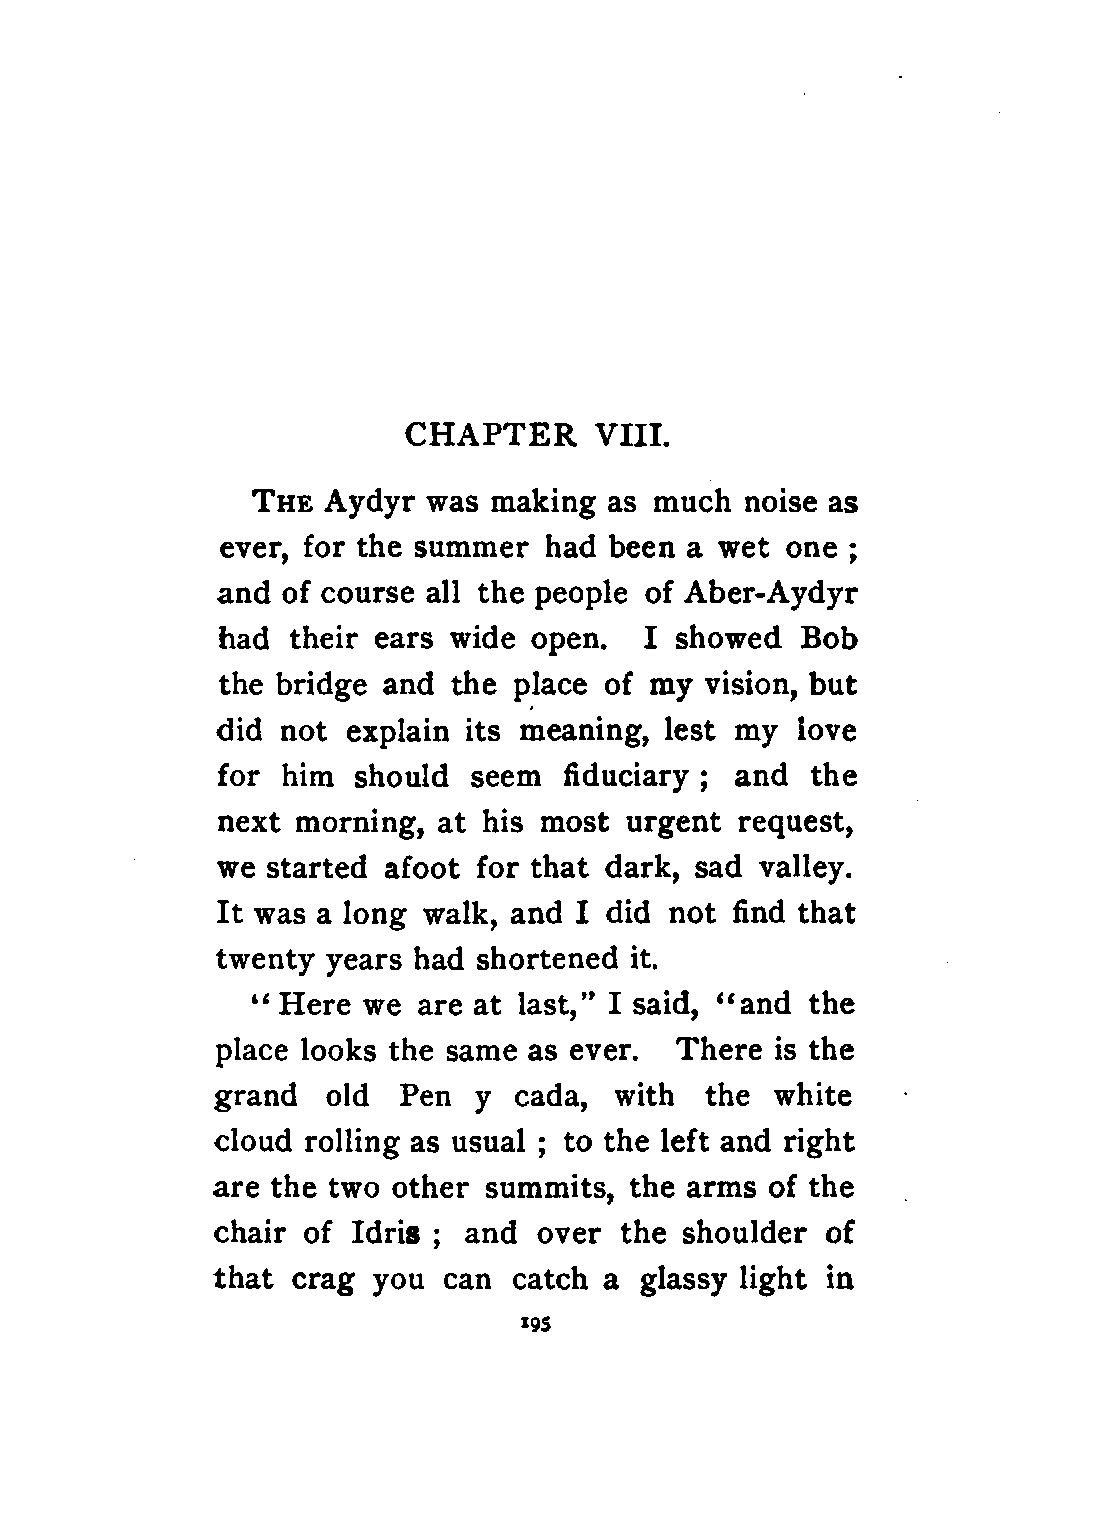 CHAPTER VIII.
THE Aydyr was making as much noise as
ever, for the summer had been a wet one ;
and of course all the people of Aber-Aydyr
had their ears wide open. I showed Bob
the bridge and the place of my vision, but
did not explain its meaning, lest my love
for him should seem fiduciary ; and the
next morning, at his most urgent request,
we started afoot for that dark, sad valley.
It was a long walk, and I did not find that
twenty years had shortened it.
“ Here we are at last,” I said, “and the
place looks the same as ever. There is the
grand old Pen y cada, with the white
cloud rolling as usual ; to the left and right
are the two other summits, the arms of the
chair of Idris ; and over the shoulder of
that crag you can catch a glassy light in
195